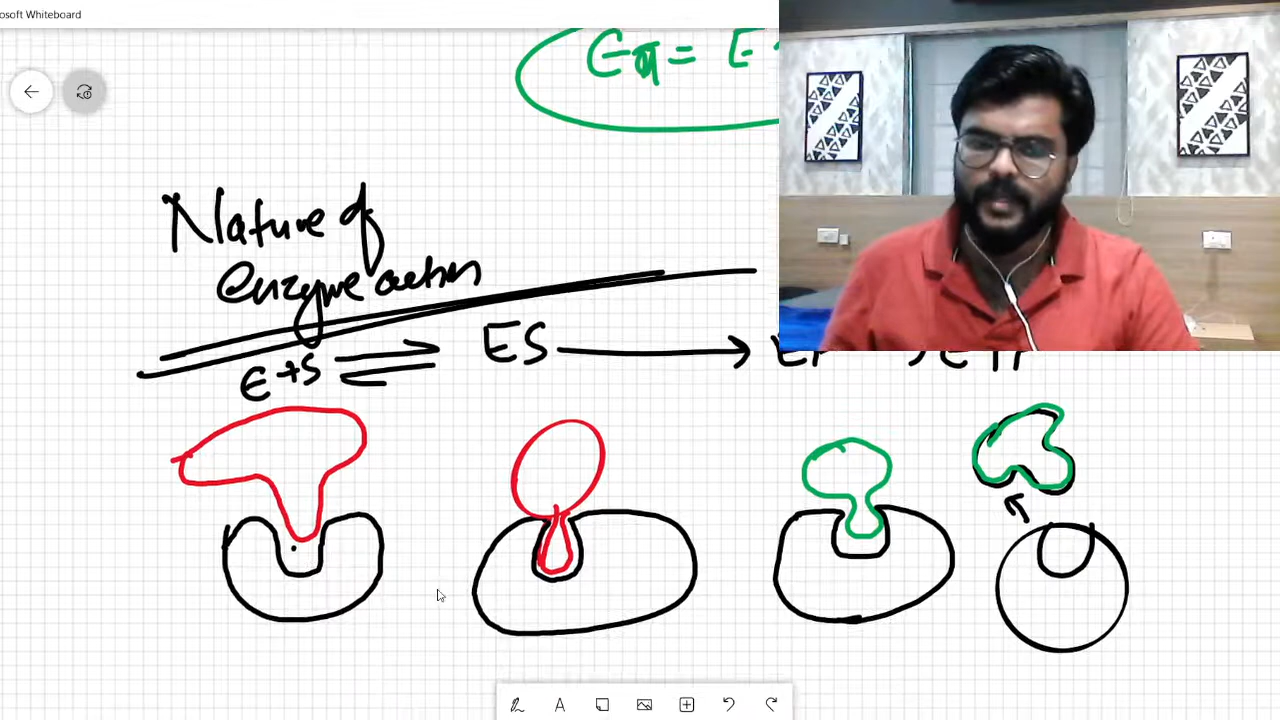 osoft Whiteboard
Nature of
enzyme action
E+S ⇌ ES ⟶
A